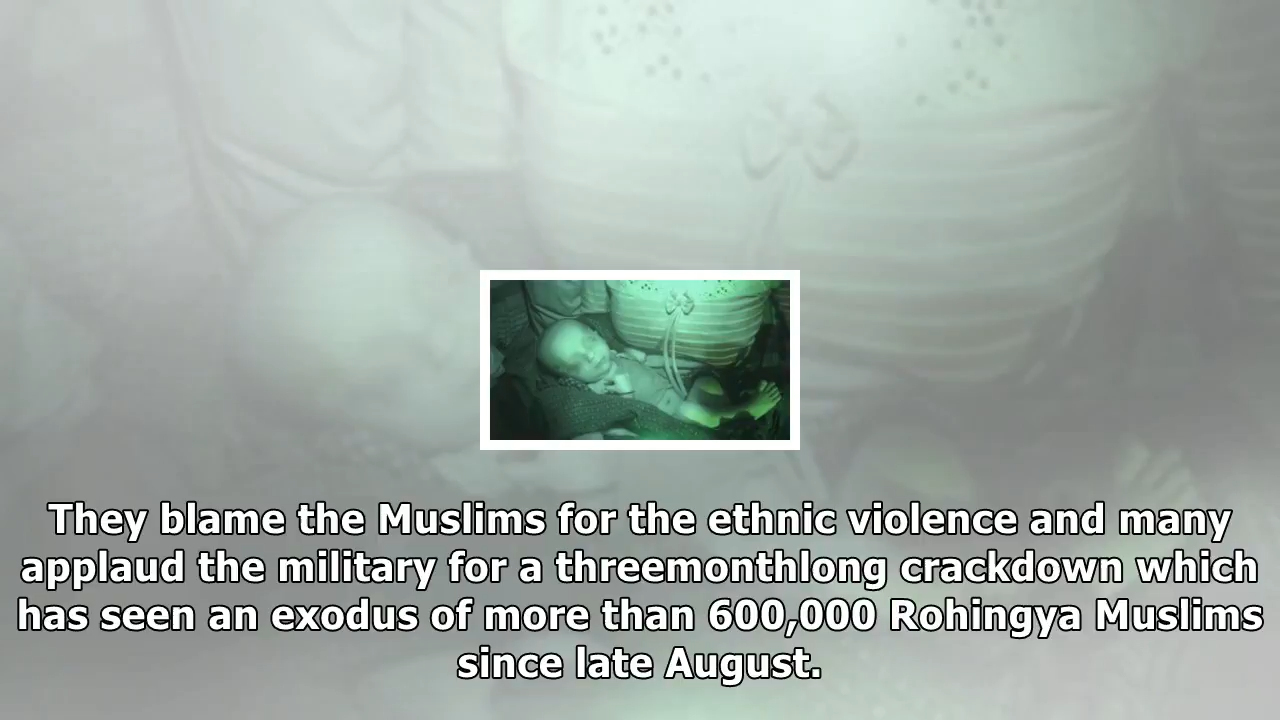 They blame the Muslims for the ethnic violence and many
applaud the military for a threemonthlong crackdown which
has seen an exodus of more than 600,000 Rohingya Muslims
since late August.